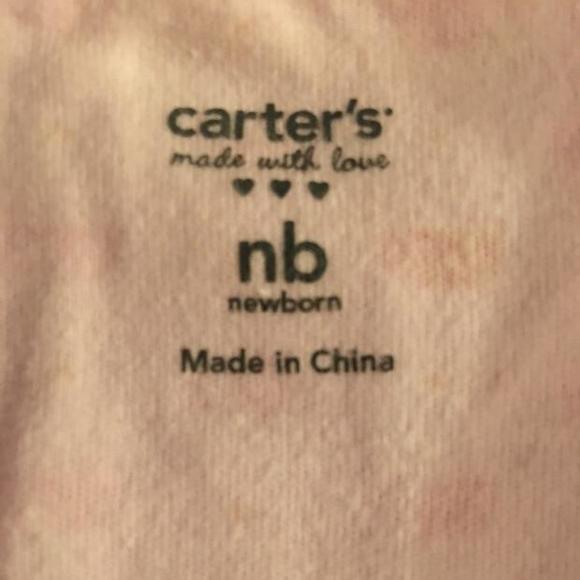 carter's
made with love
nb
newborn
Made in China